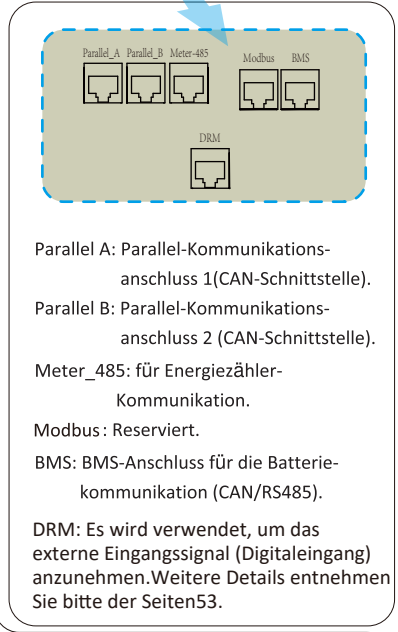 Parallel_A Parallel_B Meter-485 Modbus BMS
DRM
Parallel A: Parallel-Kommunikations-
anschluss 1(CAN-Schnittstelle).
Parallel B: Parallel-Kommunikations-
anschluss 2 (CAN-Schnittstelle).
Meter_485: für Energiezähler-
Kommunikation.
Modbus: Reserviert.
BMS: BMS-Anschluss für die Batterie-
kommunikation (CAN/RS485).
DRM: Es wird verwendet, um das
externe Eingangssignal (Digitaleingang)
anzunehmen.Weitere Details entnehmen
Sie bitte der Seiten53.